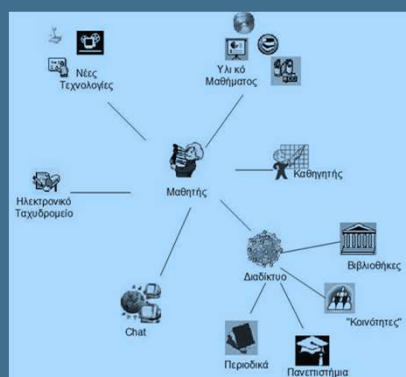 Νέες
Τεχνολογίες
Υλι κό
Μαθήματος
Μαθητής
Καθηγητής
Ηλεκτρονικό
Ταχυδρομείο
Διαδίκτυο
Βιβλιοθήκες
Chat
"Κοινότητες"
Περιοδικά
Πανεπιστήμια